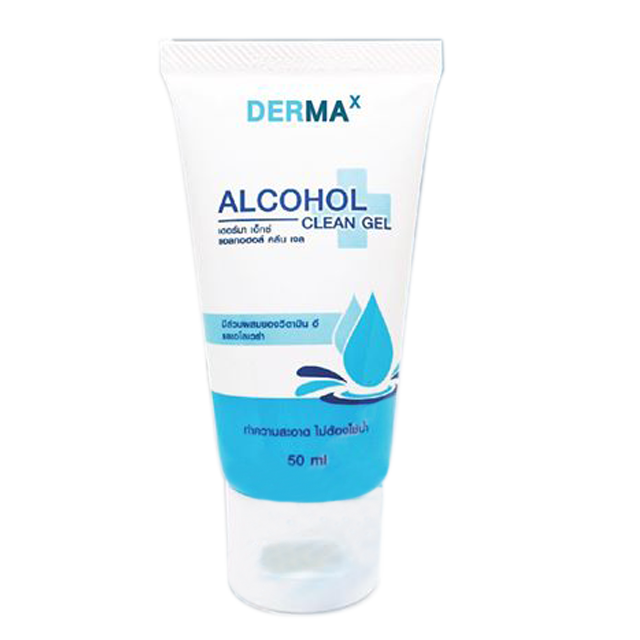 DERMAX
ALCOHOL
CLEAN GEL
เดอร์มา เอ็กซ์
แอลกอฮอล์ คลีน เจล
มีส่วนผสมของวิตามิน อี
และอโลเวร่า
ทำความสะอาด ไม่ต้องใช้น้ำ
50 ml